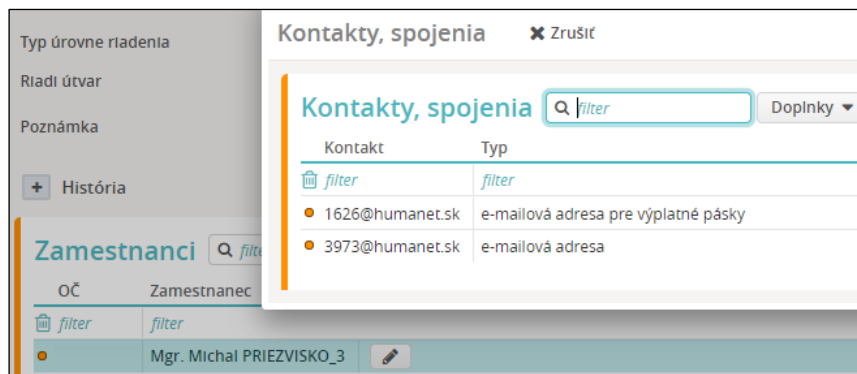 Typ úrovne riadenia
Riadi útvar
Poznámka
+ História
Zamestnanci
OČ Zamestnanec
filter filter
Mgr. Michal PRIEZVISKO_3
Kontakty, spojenia ✖ Zrušiť
Kontakty, spojenia filter Doplnky
Kontakt Typ
filter filter
1626@humanet.sk e-mailová adresa pre výplatné pásky
3973@humanet.sk e-mailová adresa